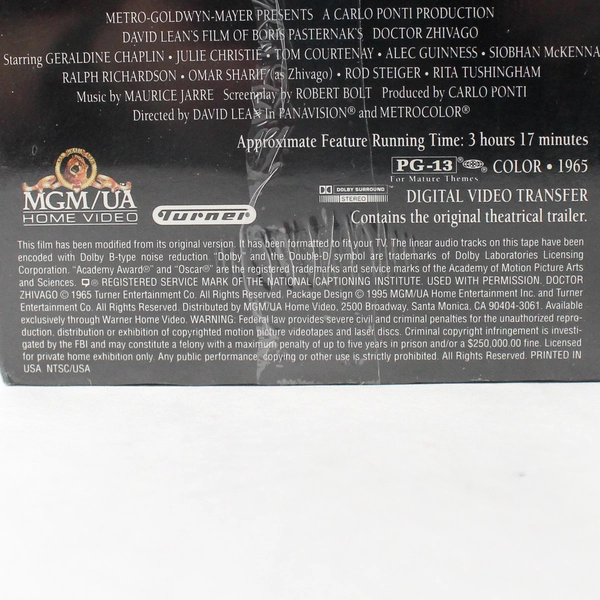 METRO-GOLDWYN-MAYER PRESENTS A CARLO PONTI PRODUCTION
DAVID LEAN'S FILM OF BORIS PASTERNAK'S DOCTOR ZHIVAGO
Starring GERALDINE CHAPLIN • JULIE CHRISTIE • TOM COURTENAY • ALEC GUINNESS • SIOBHAN McKENNA
RALPH RICHARDSON • OMAR SHARIF (as Zhivago) • ROD STEIGER • RITA TUSHINGHAM
Music by MAURICE JARRE Screenplay by ROBERT BOLT Produced by CARLO PONTI
Directed by DAVID LEAN In PANAVISION® and METROCOLOR®
Approximate Feature Running Time: 3 hours 17 minutes
PG-13 ® COLOR • 1965
For Mature Themes
MGM/UA
HOME VIDEO
Turner
DOLBY SURROUND
STEREO
DIGITAL VIDEO TRANSFER
Contains the original theatrical trailer.
This film has been modified from its original version. It has been formatted to fit your TV. The linear audio tracks on this tape have been
encoded with Dolby B-type noise reduction. "Dolby" and the Double-D symbol are trademarks of Dolby Laboratories Licensing
Corporation. "Academy Award®" and "Oscar®" are the registered trademarks and service marks of the Academy of Motion Picture Arts
and Sciences. ® REGISTERED SERVICE MARK OF THE NATIONAL CAPTIONING INSTITUTE. USED WITH PERMISSION. DOCTOR
ZHIVAGO © 1965 Turner Entertainment Co. All Rights Reserved. Package Design © 1995 MGM/UA Home Entertainment Inc. and Turner
Entertainment Co. All Rights Reserved. Distributed by MGM/UA Home Video, 2500 Broadway, Santa Monica, CA 90404-3061. Available
exclusively through Warner Home Video. WARNING: Federal law provides severe civil and criminal penalties for the unauthorized repro-
duction, distribution or exhibition of copyrighted motion pictures, videotapes and laser discs. Criminal copyright infringement is investi-
gated by the FBI and may constitute a felony with a maximum penalty of up to five years in prison and/or a $250,000.00 fine. Licensed
for private home exhibition only. Any public performance, copying or other use is strictly prohibited. All Rights Reserved. PRINTED IN
USA NTSC/USA